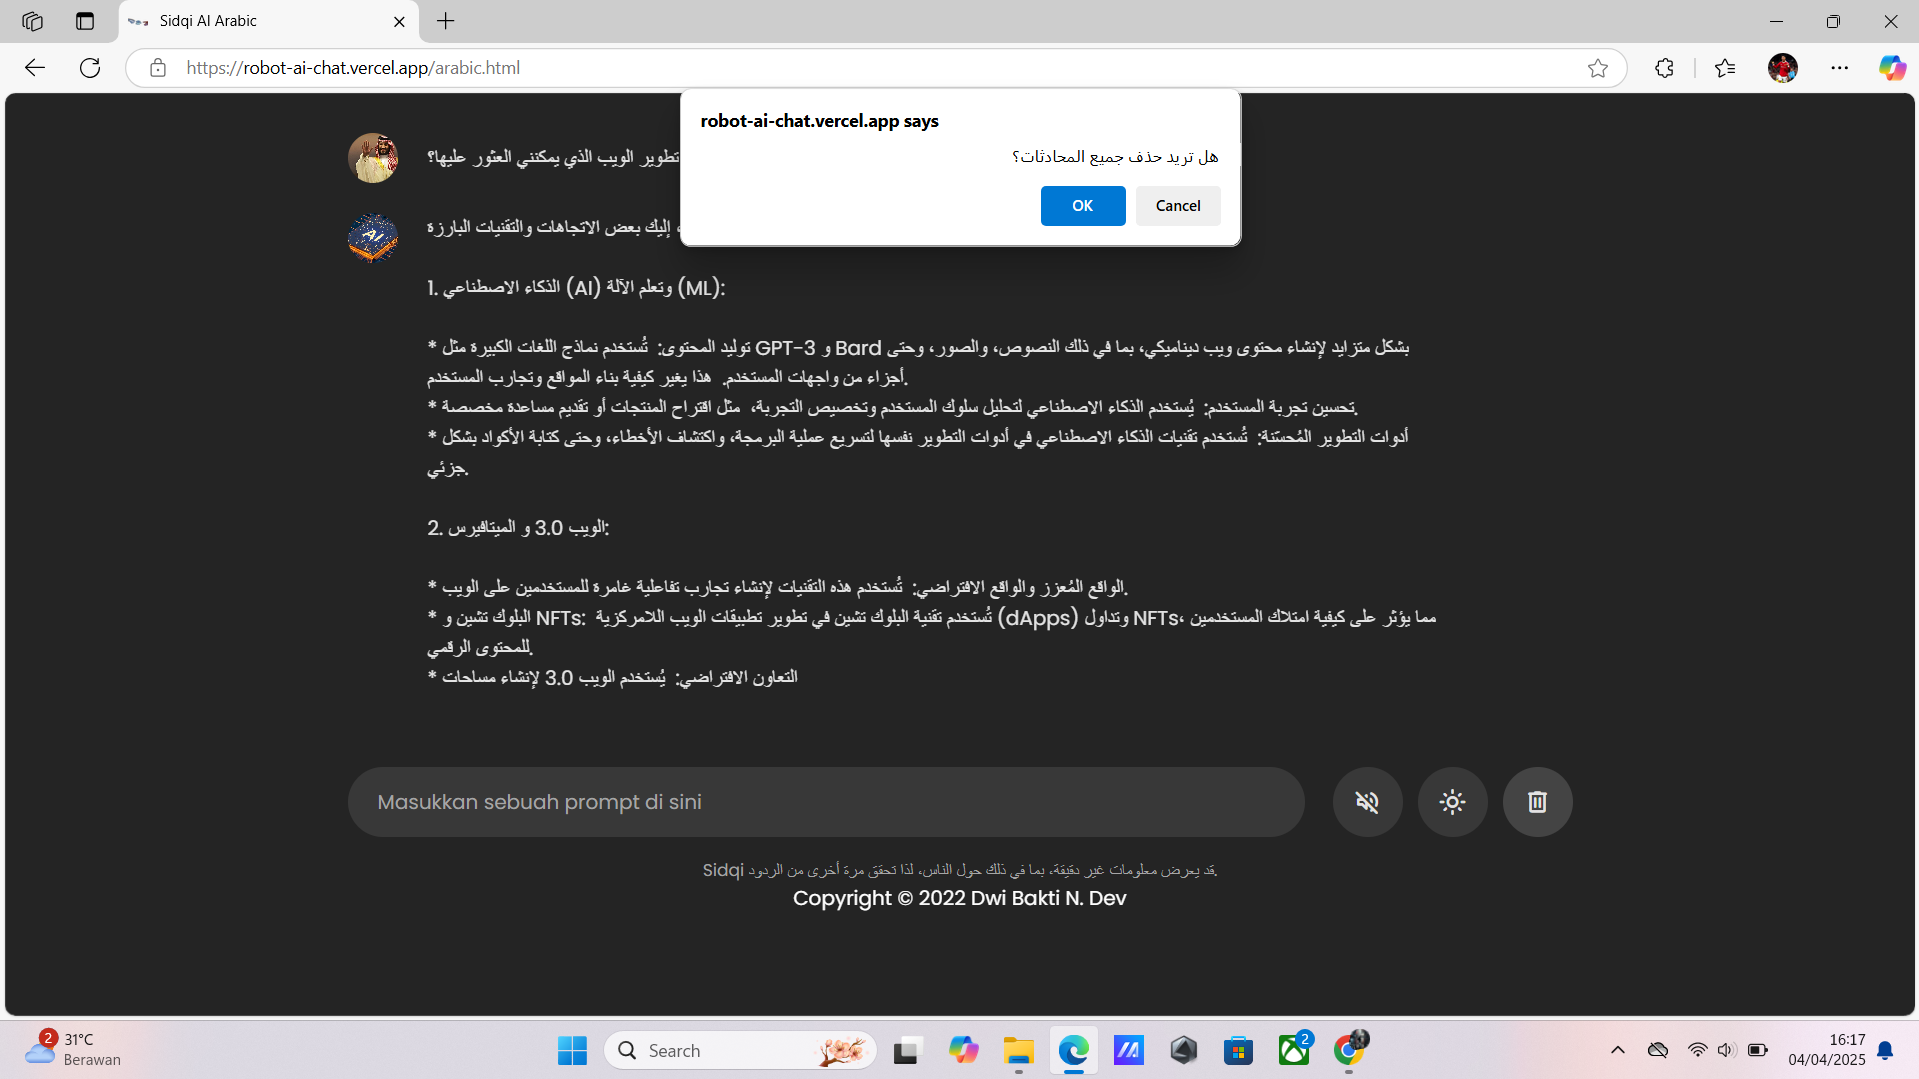 Sidqi AI Arabic
https://robot-ai-chat.vercel.app/arabic.html
robot-ai-chat.vercel.app says
هل تريد حذف جميع المحادثات؟
OK
Cancel
تطوير الويب الذي يمكنني العثور عليها؟
، إليك بعض الاتجاهات والتقنيات البارزة
AI
1. الذكاء الاصطناعي (AI) وتعلم الآلة (ML):
* توليد المحتوى: تُستخدم نماذج اللغات الكبيرة مثل GPT-3 و Bard بشكل متزايد لإنشاء محتوى ويب ديناميكي، بما في ذلك النصوص، والصور، وحتى
أجزاء من واجهات المستخدم. هذا يغير كيفية بناء المواقع وتجارب المستخدم.
* تحسين تجربة المستخدم: يُستخدم الذكاء الاصطناعي لتحليل سلوك المستخدم وتخصيص التجربة، مثل اقتراح المنتجات أو تقديم مساعدة مخصصة.
* أدوات التطوير المُحسّنة: تُستخدم تقنيات الذكاء الاصطناعي في أدوات التطوير نفسها لتسريع عملية البرمجة، واكتشاف الأخطاء، وحتى كتابة الأكواد بشكل
جزئي.
2. الويب 3.0 و الميتافيرس:
* الواقع المُعزز والواقع الافتراضي: تُستخدم هذه التقنيات لإنشاء تجارب تفاعلية غامرة للمستخدمين على الويب.
* البلوك تشين و NFTs: تُستخدم تقنية البلوك تشين في تطوير تطبيقات الويب اللامركزية (dApps) وتداول NFTs، مما يؤثر على كيفية امتلاك المستخدمين
للمحتوى الرقمي.
* التعاون الافتراضي: يُستخدم الويب 3.0 لإنشاء مساحات
Masukkan sebuah prompt di sini
Sidqi قد يعرض معلومات غير دقيقة، بما في ذلك حول الناس، لذا تحقق مرة أخرى من الردود.
Copyright © 2022 Dwi Bakti N. Dev
2
31°C
Berawan
Search
2
16:17
04/04/2025